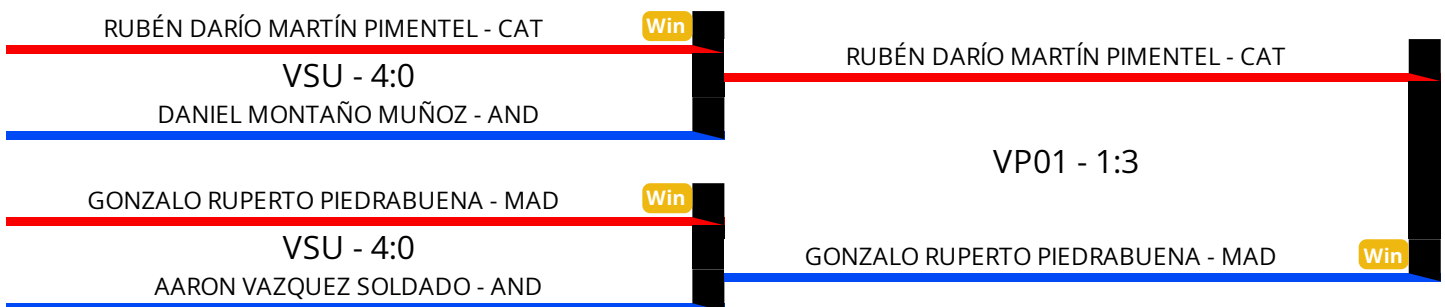 RUBÉN DARÍO MARTÍN PIMENTEL - CAT Win
VSU - 4:0
DANIEL MONTAÑO MUÑOZ - AND
GONZALO RUPERTO PIEDRABUENA - MAD Win
VSU - 4:0
AARON VAZQUEZ SOLDADO - AND
RUBÉN DARÍO MARTÍN PIMENTEL - CAT
VP01 - 1:3
GONZALO RUPERTO PIEDRABUENA - MAD Win